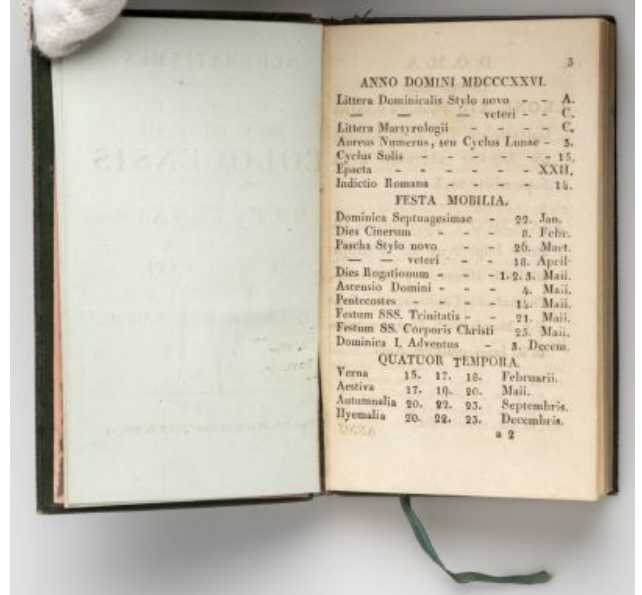 3
ANNO DOMINI MDCCCXXVI.
Littera Dominicalis Stylo novo - A.
— — — veteri - - C.
Littera Martyrologii - - - C.
Aureus Numerus, seu Cyclus Lunae - 3.
Cyclus Solis - - - - - - 15.
Epacta - - - - - - XXII.
Indictio Romana - - - - - 14.
FESTA MOBILIA.
Dominica Septuagesimae - 22. Jan.
Dies Cinerum - - - 8. Febr.
Pascha Stylo novo - - 26. Mart.
— — veteri - - 18. April
Dies Rogationum - - - 1. 2. 3. Maii.
Ascensio Domini - - - 4. Maii.
Pentecostes - - - - 14. Maii.
Festum SSS. Trinitatis - - 21. Maii.
Festum SS. Corporis Christi 25. Maii.
Dominica I. Adventus - 3. Decem.
QUATUOR TEMPORA.
Verna 15. 17. 18. Februarii.
Aestiva 17. 19. 20. Maii.
Autumnalia 20. 22. 23. Septembris.
Hyemalia 20. 22. 23. Decembris.
a 2